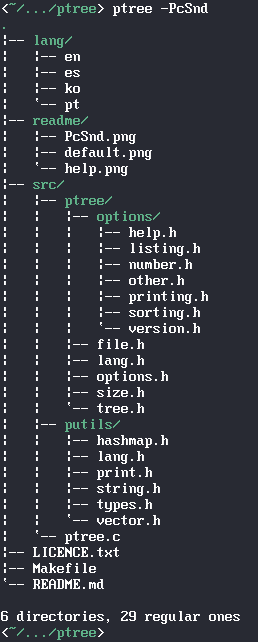 <~/.../ptree> ptree -PcSnd
.
¦-- lang/
¦   ¦-- en
¦   ¦-- es
¦   ¦-- ko
¦   `-- pt
¦-- readme/
¦   ¦-- PcSnd.png
¦   ¦-- default.png
¦   `-- help.png
¦-- src/
¦   ¦-- ptree/
¦   ¦   ¦-- options/
¦   ¦   ¦   ¦-- help.h
¦   ¦   ¦   ¦-- listing.h
¦   ¦   ¦   ¦-- number.h
¦   ¦   ¦   ¦-- other.h
¦   ¦   ¦   ¦-- printing.h
¦   ¦   ¦   ¦-- sorting.h
¦   ¦   ¦   `-- version.h
¦   ¦   ¦-- file.h
¦   ¦   ¦-- lang.h
¦   ¦   ¦-- options.h
¦   ¦   ¦-- size.h
¦   ¦   `-- tree.h
¦   ¦-- putils/
¦   ¦   ¦-- hashmap.h
¦   ¦   ¦-- lang.h
¦   ¦   ¦-- print.h
¦   ¦   ¦-- string.h
¦   ¦   ¦-- types.h
¦   ¦   `-- vector.h
¦   `-- ptree.c
¦-- LICENCE.txt
¦-- Makefile
`-- README.md
6 directories, 29 regular ones
<~/.../ptree>